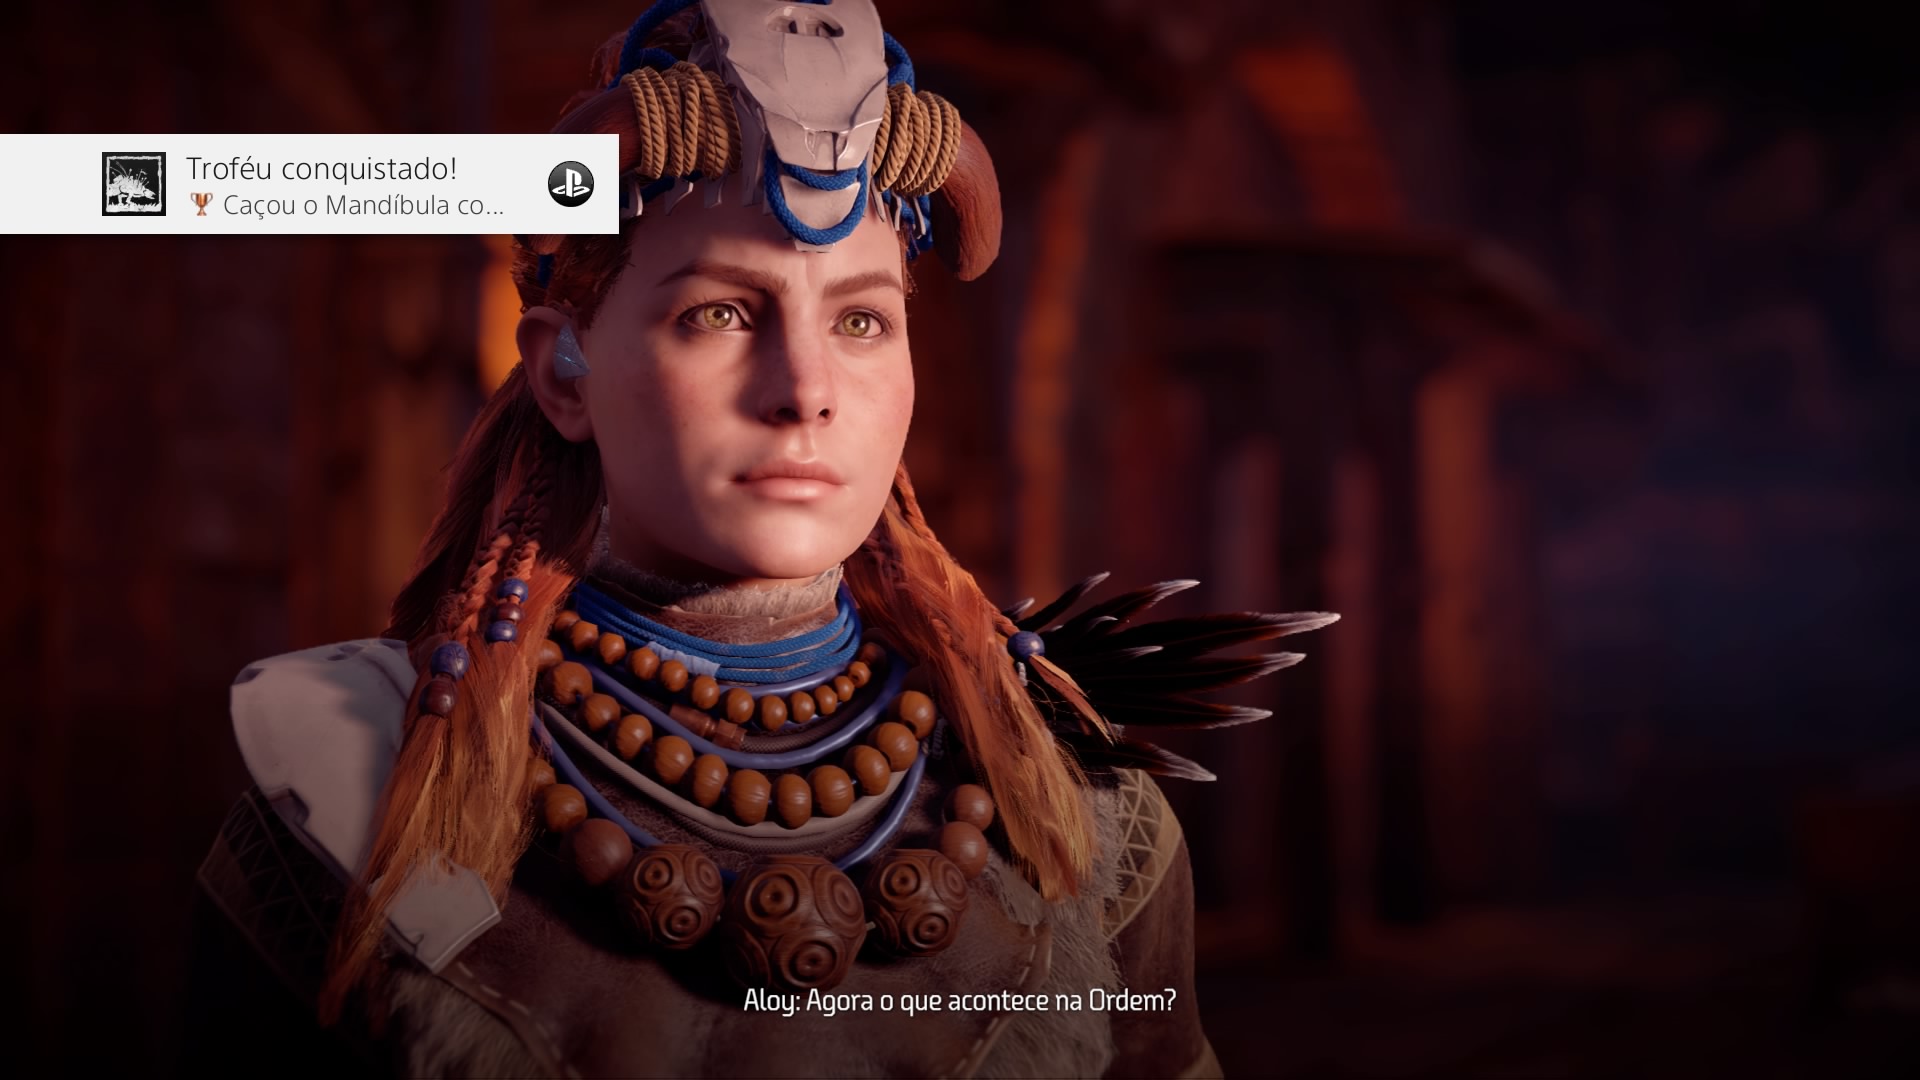 Troféu conquistado!
Caçou o Mandíbula co...
Aloy: Agora o que acontece na Ordem?